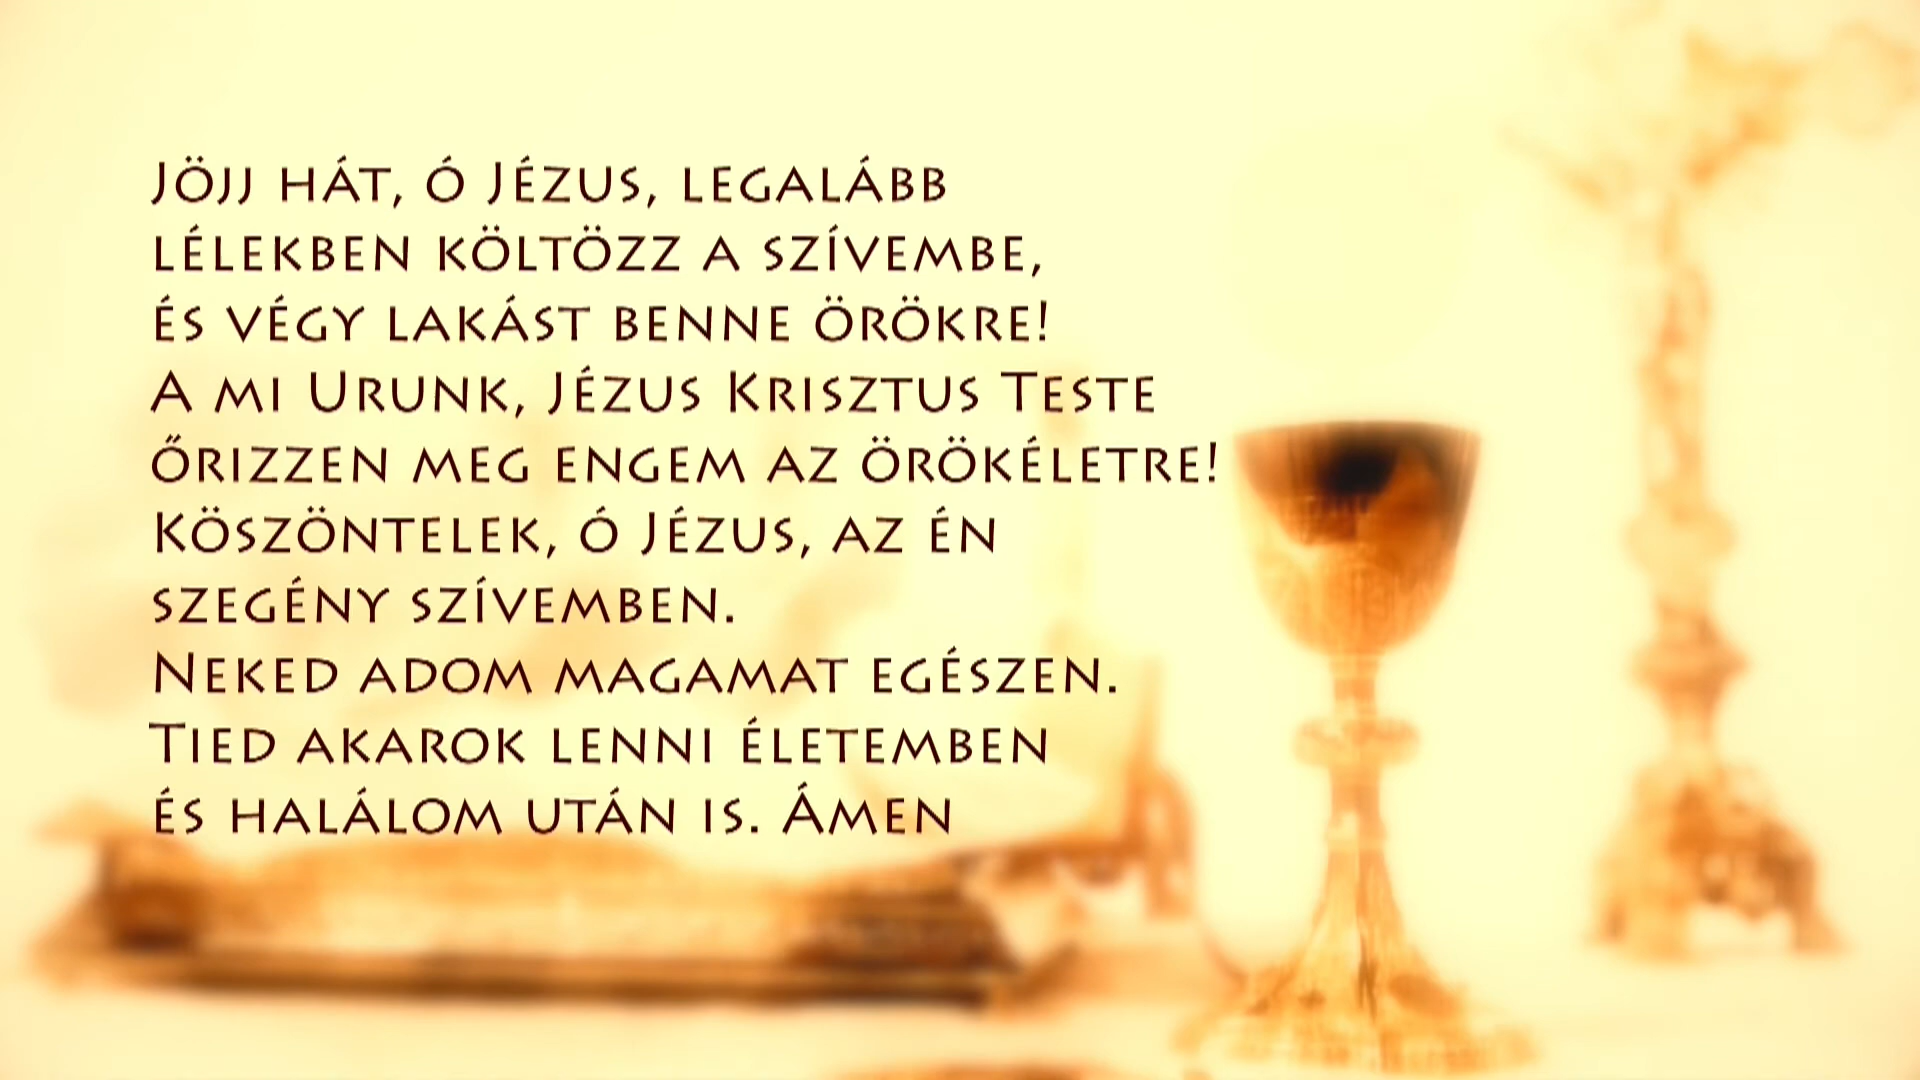 Jöjj hát, ó Jézus, legalább
lélekben költözz a szívembe,
és végy lakást benne örökre!
A mi Urunk, Jézus Krisztus Teste
őrizzen meg engem az örökéletre!
Köszöntelek, ó Jézus, az én
szegény szívemben.
Neked adom magamat egészen.
Tied akarok lenni életemben
és halálom után is. Ámen